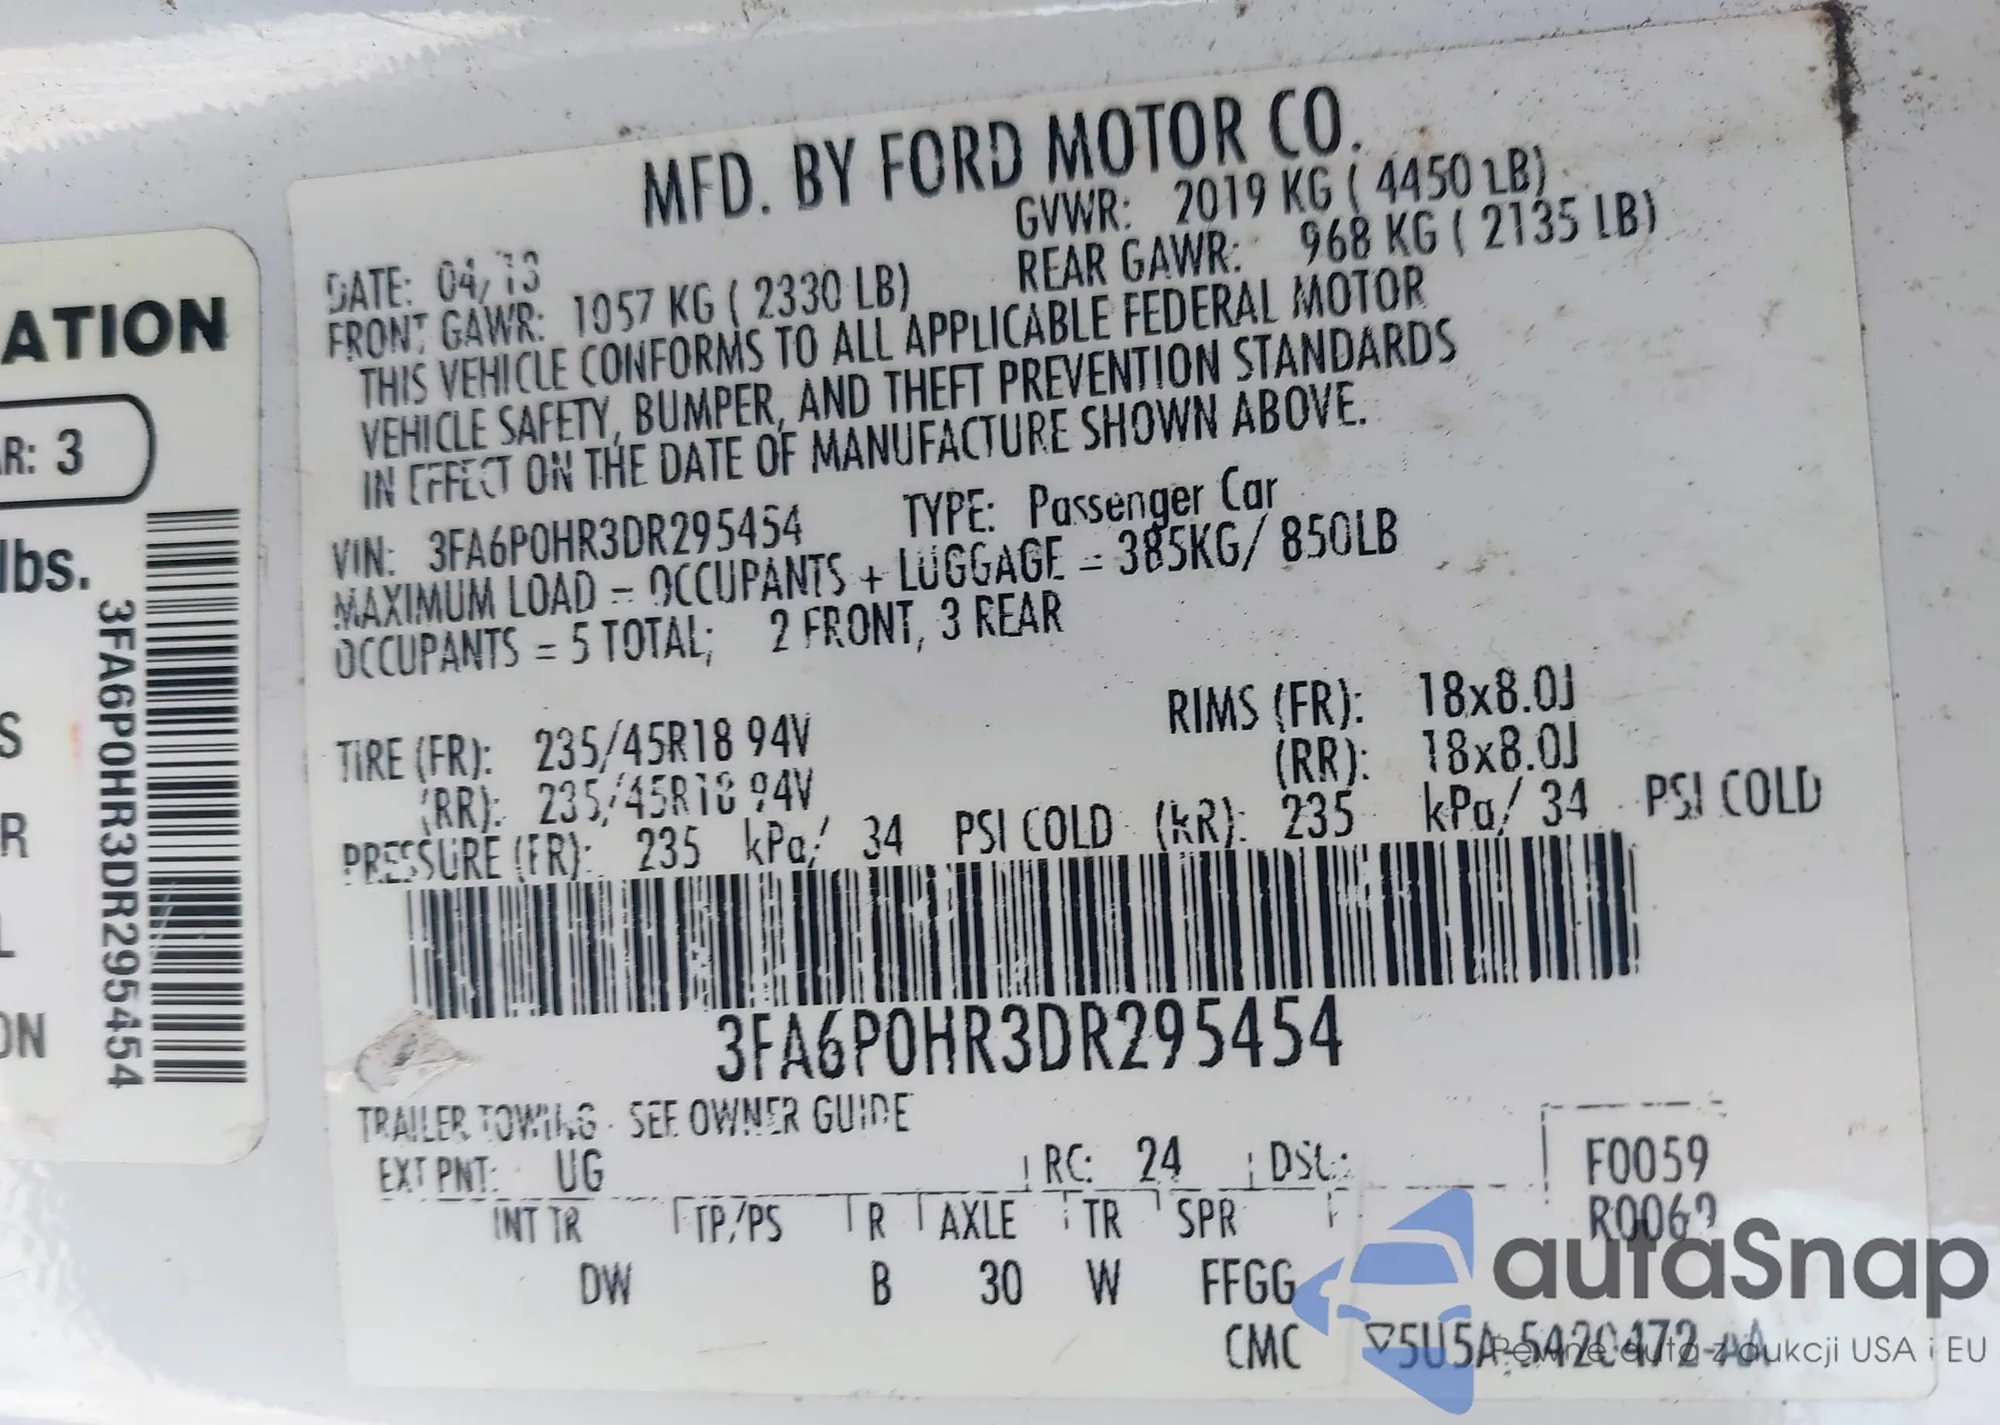 ATION
R: 3
lbs.
S
R
L
ON
3FA6P0HR3DR295454
MFD. BY FORD MOTOR CO.
DATE: 04/13
GVWR: 2019 KG ( 4450 LB)
FRONT GAWR: 1057 KG ( 2330 LB)
REAR GAWR: 968 KG ( 2135 LB)
THIS VEHICLE CONFORMS TO ALL APPLICABLE FEDERAL MOTOR
VEHICLE SAFETY, BUMPER, AND THEFT PREVENTION STANDARDS
IN EFFECT ON THE DATE OF MANUFACTURE SHOWN ABOVE.
VIN: 3FA6P0HR3DR295454 TYPE: Passenger Car
MAXIMUM LOAD = OCCUPANTS + LUGGAGE = 385KG/ 850LB
OCCUPANTS = 5 TOTAL; 2 FRONT, 3 REAR
TIRE (FR): 235/45R18 94V RIMS (FR): 18x8.0J
(RR): 235/45R18 94V (RR): 18x8.0J
PRESSURE (FR): 235 kPa/ 34 PSI COLD (RR): 235 kPa/ 34 PSI COLD
3FA6P0HR3DR295454
TRAILER TOWING - SEE OWNER GUIDE
EXT PNT: UG RC: 24 DSO: F0059
INT TR TP/PS R AXLE TR SPR
DW B 30 W FFGG
CMC
autaSnap
Pewne auta z aukcji USA i EU